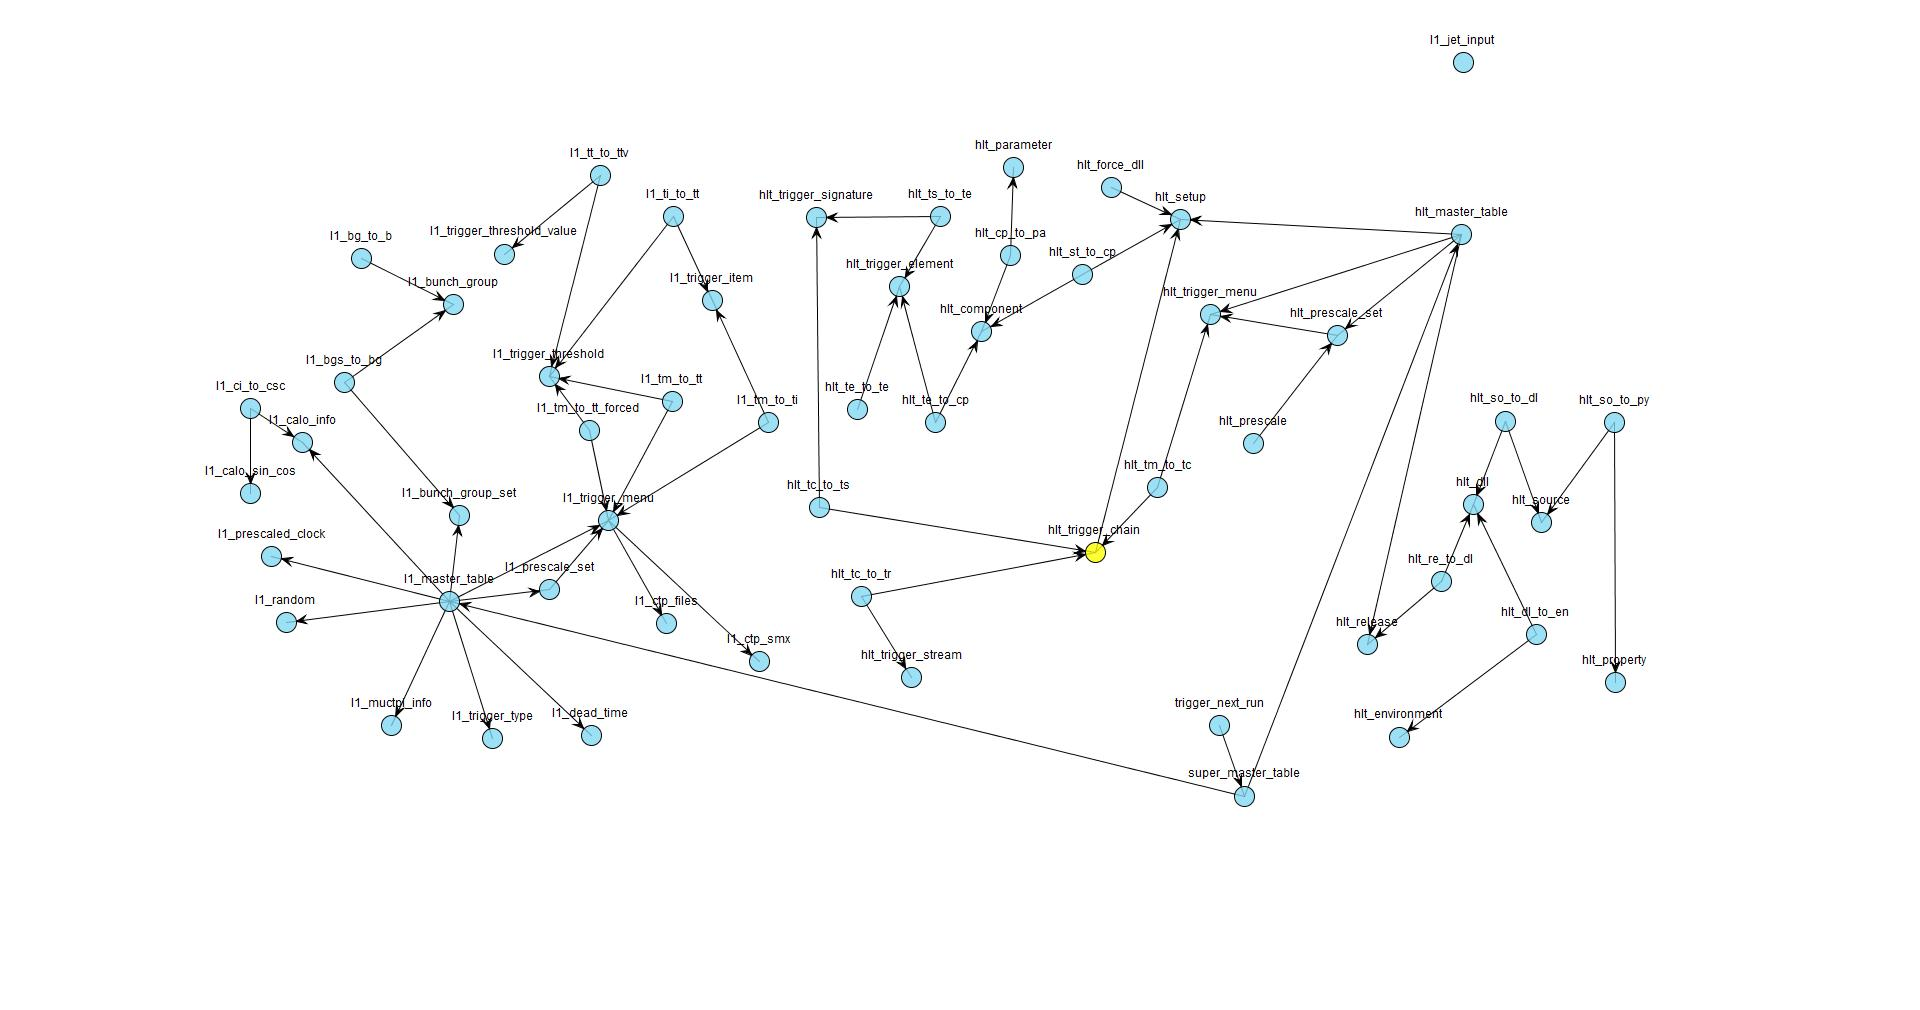 l1_jet_input
hlt_parameter
l1_tt_to_ttv
hlt_force_dll
l1_ti_to_tt
hlt_trigger_signature
hlt_ts_to_te
hlt_setup
hlt_master_table
l1_bg_to_b
l1_trigger_threshold_value
hlt_cp_to_pa
hlt_st_to_cp
hlt_trigger_element
l1_bunch_group
l1_trigger_item
hlt_trigger_menu
hlt_component
hlt_prescale_set
l1_bgs_to_bg
l1_trigger_threshold
l1_ci_to_csc
l1_tm_to_tt
hlt_te_to_te
l1_tm_to_ti
hlt_te_to_cp
hlt_so_to_dl
hlt_so_to_py
l1_tm_to_tt_forced
l1_calo_info
hlt_prescale
l1_calo_sin_cos
hlt_tm_to_tc
hlt_tc_to_ts
hlt_dll
l1_bunch_group_set
l1_trigger_menu
hlt_source
l1_prescaled_clock
hlt_trigger_chain
hlt_re_to_dl
l1_prescale_set
hlt_tc_to_tr
l1_master_table
l1_random
l1_ctp_files
hlt_dl_to_en
hlt_release
l1_ctp_smx
hlt_trigger_stream
hlt_property
l1_muctpi_info
trigger_next_run
l1_trigger_type
l1_dead_time
hlt_environment
super_master_table